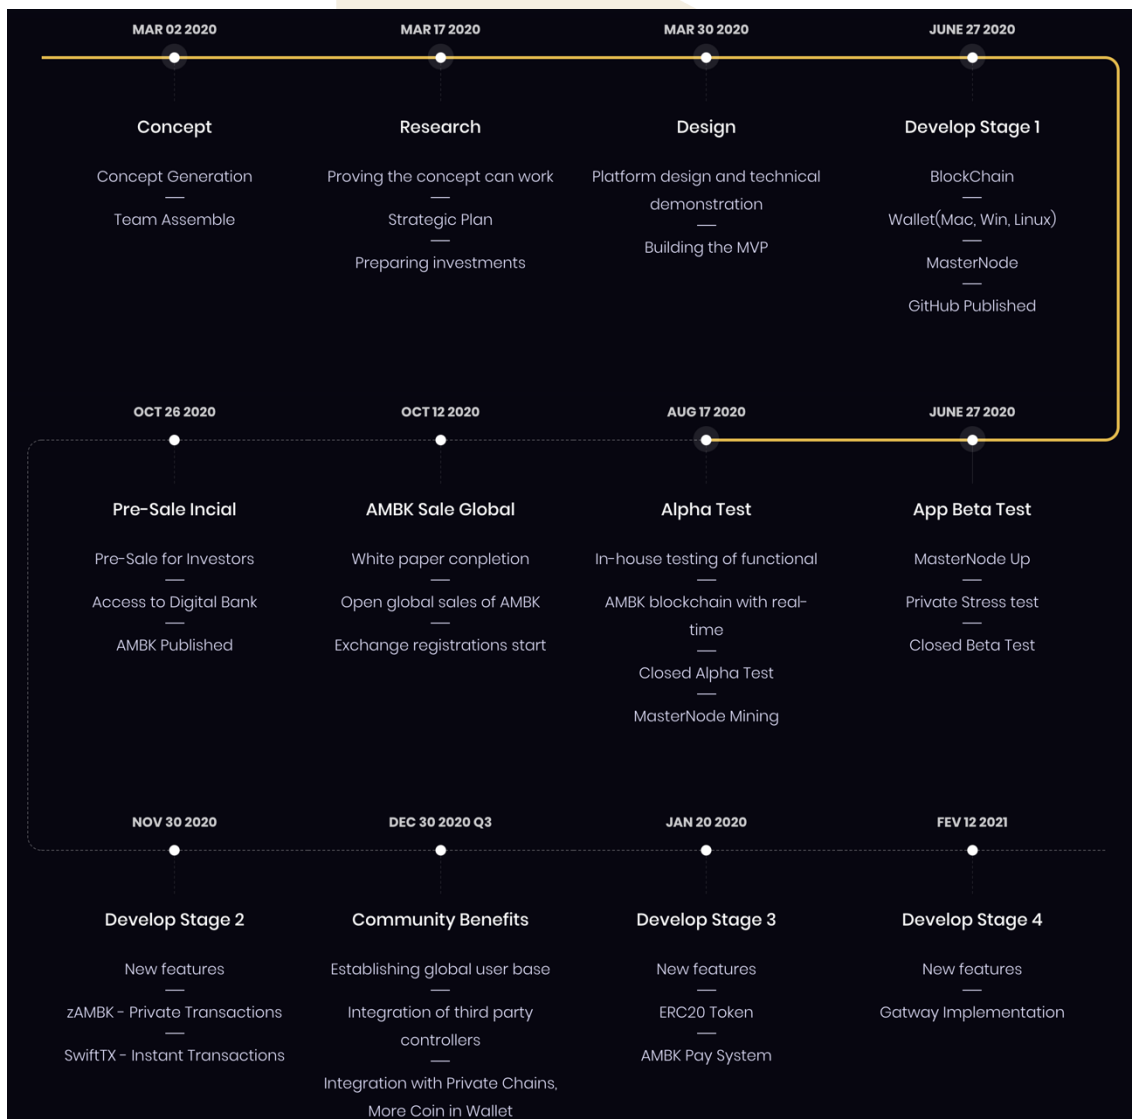 MAR 02 2020
MAR 17 2020
MAR 30 2020
JUNE 27 2020
Concept
Research
Design
Develop Stage 1
Concept Generation
Team Assemble
Proving the concept can work
Strategic Plan
Preparing investments
Platform design and technical
demonstration
Building the MVP
BlockChain
Wallet(Mac, Win, Linux)
MasterNode
GitHub Published
OCT 26 2020
OCT 12 2020
AUG 17 2020
JUNE 27 2020
Pre-Sale Incial
AMBK Sale Global
Alpha Test
App Beta Test
Pre-Sale for Investors
Access to Digital Bank
AMBK Published
White paper conpletion
Open global sales of AMBK
Exchange registrations start
In-house testing of functional
AMBK blockchain with real-
time
Closed Alpha Test
MasterNode Mining
MasterNode Up
Private Stress test
Closed Beta Test
NOV 30 2020
DEC 30 2020 Q3
JAN 20 2020
FEV 12 2021
Develop Stage 2
Community Benefits
Develop Stage 3
Develop Stage 4
New features
zAMBK - Private Transactions
SwiftTX - Instant Transactions
Establishing global user base
Integration of third party
controllers
Integration with Private Chains,
More Coin in Wallet
New features
ERC20 Token
AMBK Pay System
New features
Gatway Implementation